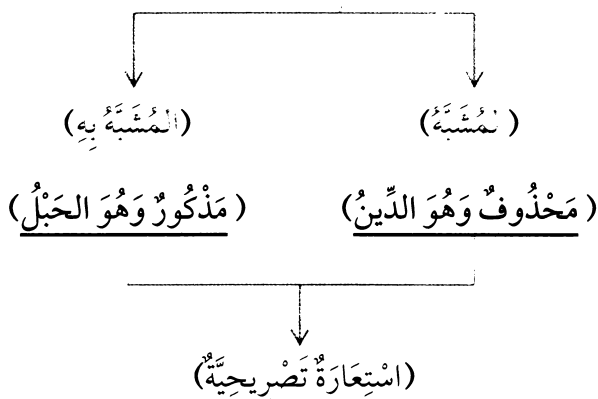 (المُشَبَّهُ) (المُشَبَّهُ بِهِ)
(مَحْذُوفٌ وَهُوَ الدِّينُ) (مَذْكُورٌ وَهُوَ الحَبْلُ)
(اسْتِعَارَةٌ تَصْرِيحِيَّةٌ)